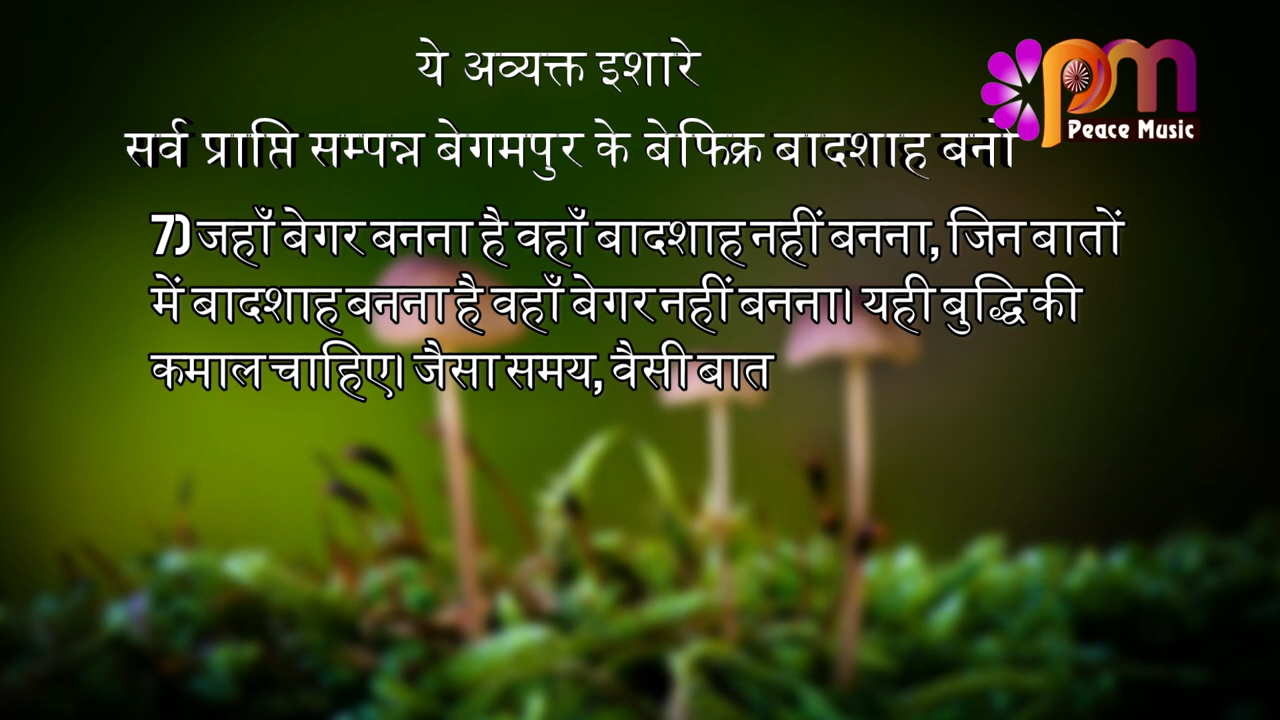 ये अव्यक्त इशारे
सर्व प्राप्ति सम्पन्न बेगमपुर के बेफिक्र बादशाह बनो
pm
Peace Music
7) जहाँ बेगर बनना है वहाँ बादशाह नहीं बनना, जिन बातों
में बादशाह बनना है वहाँ बेगर नहीं बनना। यही बुद्धि की
कमाल चाहिए। जैसा समय, वैसी बात